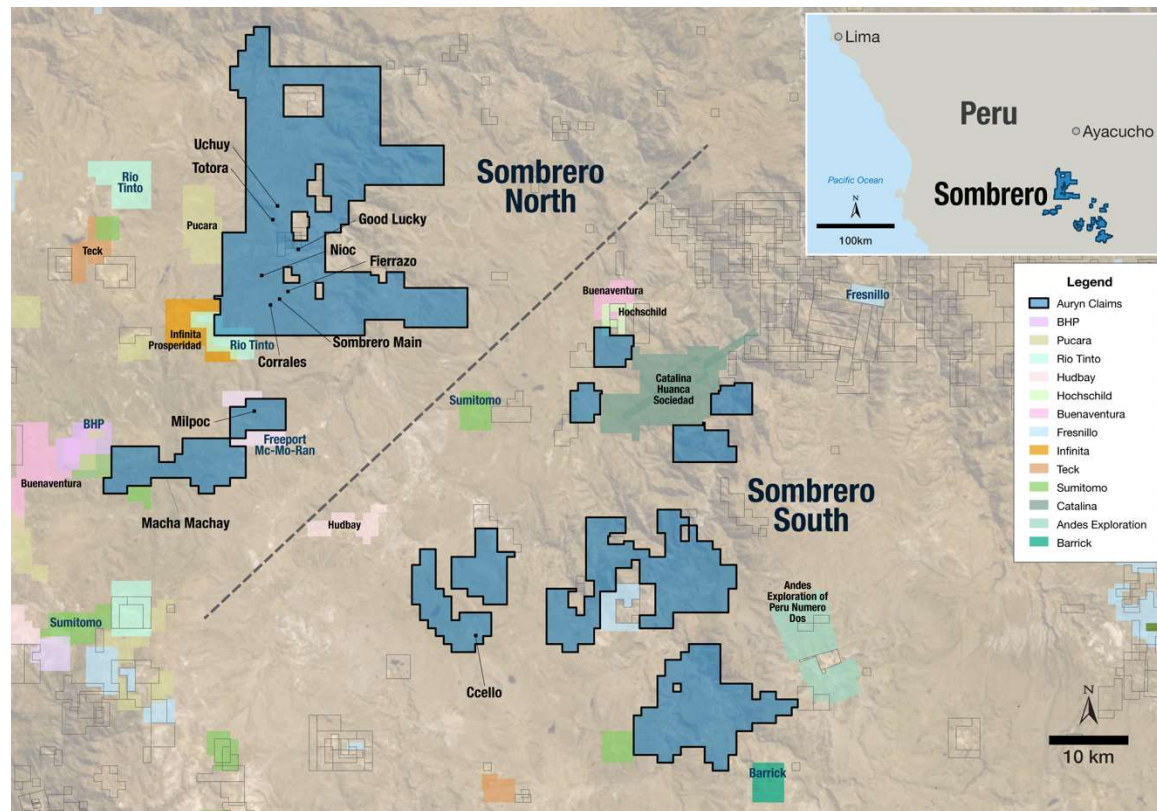 Lima
Peru
Ayacucho
Pacific Ocean
Sombrero
N
100km
Uchuy
Totora
Sombrero
North
Rio
Tinto
Pucara
Good Lucky
Teck
Nioc
Fierrazo
Buenaventura
Hochschild
Fresnillo
Infinita
Prosperidad
Rio Tinto
Sombrero Main
Corrales
Catalina
Huanca
Sociedad
Sumitomo
Milpoc
BHP
Freeport
Mc-Mo-Ran
Buenaventura
Macha Machay
Hudbay
Sombrero
South
Andes
Exploration of
Peru Numero
Dos
Sumitomo
Ccello
Barrick
Legend
Auryn Claims
BHP
Pucara
Rio Tinto
Hudbay
Hochschild
Buenaventura
Fresnillo
Infinita
Teck
Sumitomo
Catalina
Andes Exploration
Barrick
N
10 km